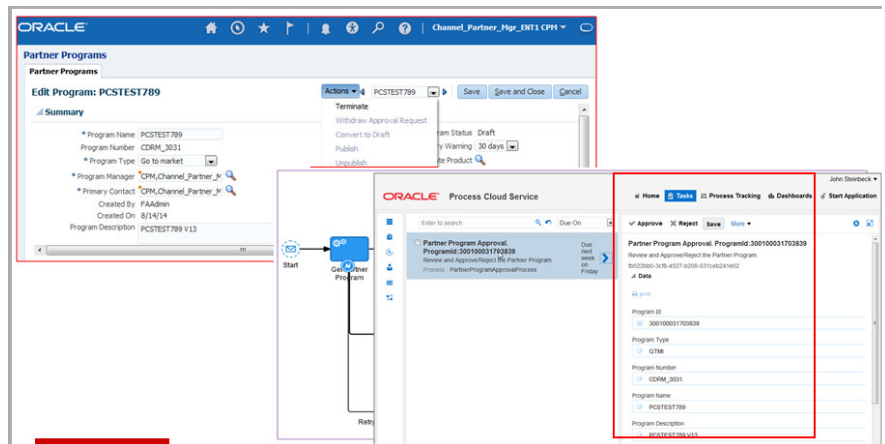 ORACLE
Channel_Partner_Mgr_ENT1 CPM
Partner Programs
Partner Programs
Edit Program: PCSTEST789
Actions
PCSTEST789
Save
Save and Close
Cancel
Summary
Terminate
Withdraw Approval Request
Convert to Draft
Publish
Unpublish
* Program Name PCSTEST789
Program Number CDRM_3031
* Program Type Go to market
* Program Manager CPM,Channel_Partner_M
* Primary Contact CPM,Channel_Partner_M
Created By FAAdmin
Created On 8/14/14
Program Description PCSTEST789 V13
ram Status Draft
ry Warning 30 days
te Product
Start
Get Partner
Program
Retry
John Steinbeck
ORACLE Process Cloud Service
Home
Tasks
Process Tracking
Dashboards
Start Application
Enter to search
Due On
Partner Program Approval.
ProgramId:300100031703839
Review and Approve/Reject the Partner Program
Process PartnerProgramApprovalProcess
Due
next
week
on
Friday
Approve
Reject
Save
More
Partner Program Approval. ProgramId:300100031703839
Review and Approve/Reject the Partner Program
Data
print
Program Id
300100031703839
Program Type
GTMI
Program Number
CDRM_3031
Program Name
PCSTEST789
Program Description
PCSTEST789 V13